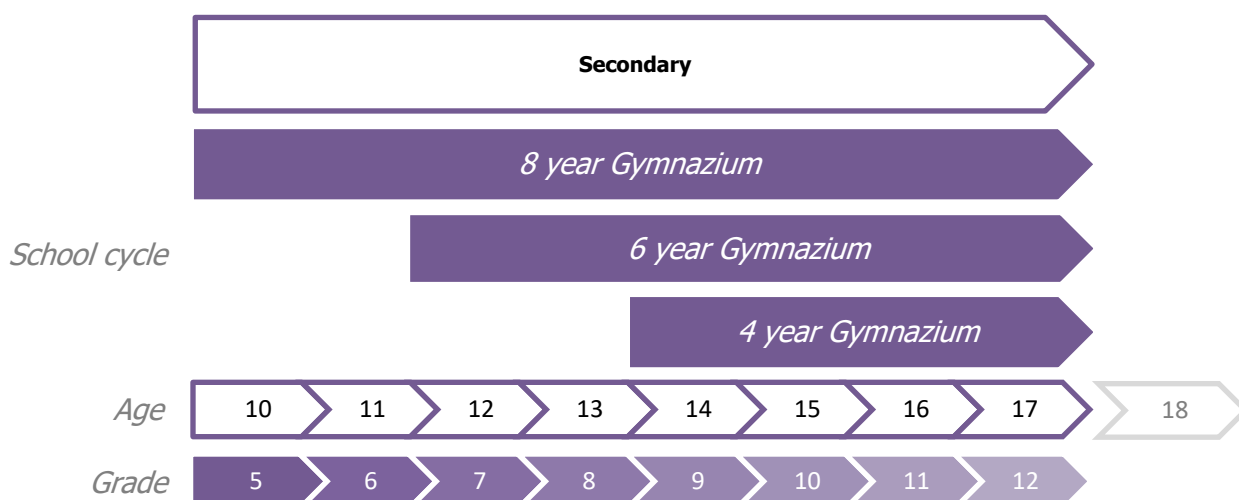 Secondary
8 year Gymnazium
School cycle
6 year Gymnazium
4 year Gymnazium
Age 10 11 12 13 14 15 16 17 18
Grade 5 6 7 8 9 10 11 12